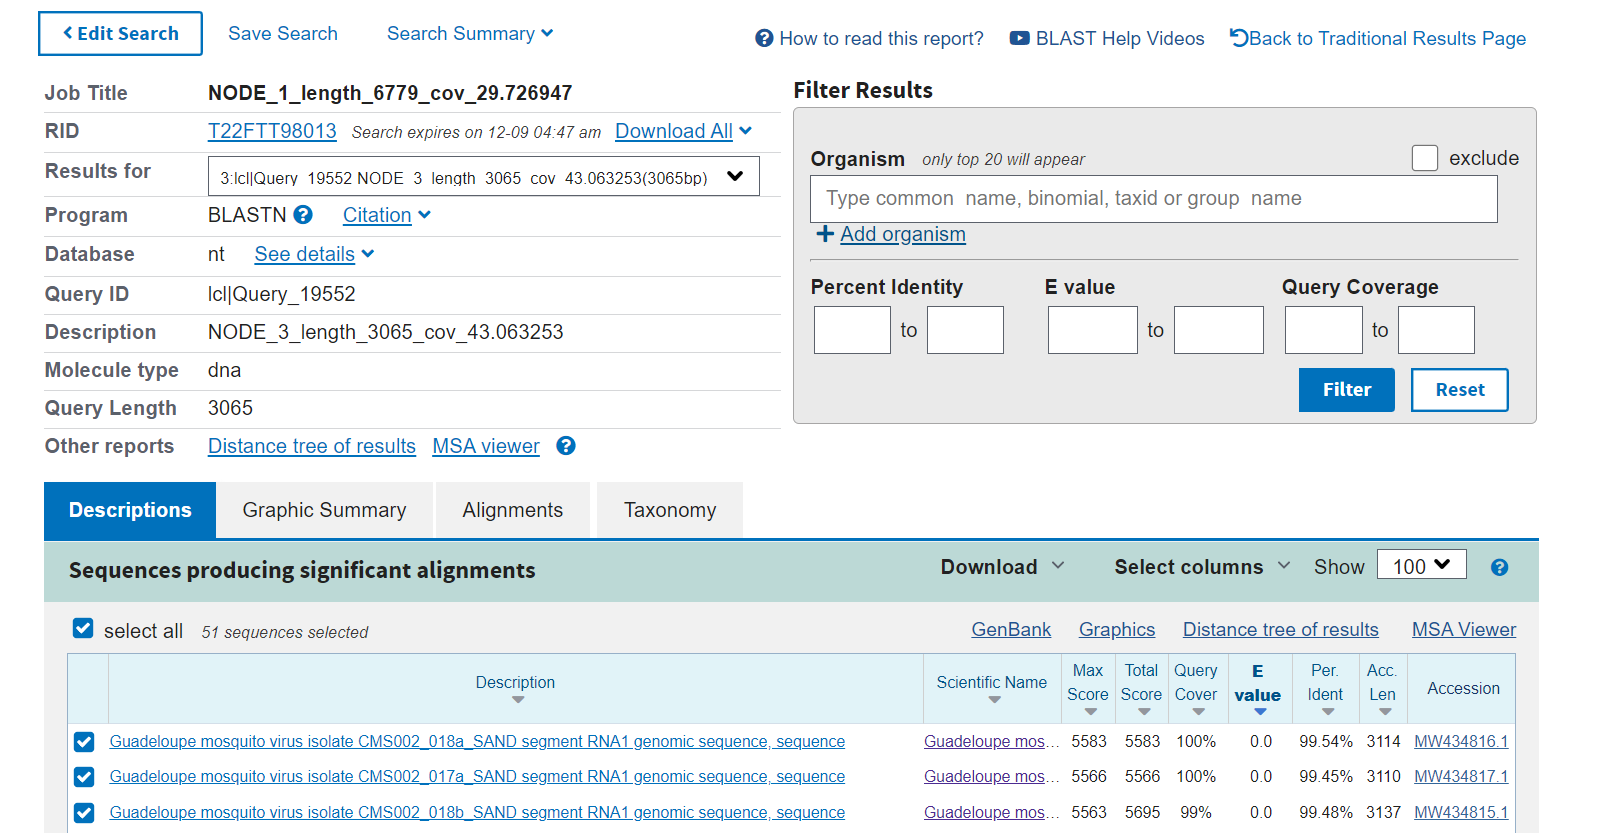 Edit Search Save Search Search Summary How to read this report? BLAST Help Videos Back to Traditional Results Page
Job Title NODE_1_length_6779_cov_29.726947
RID T22FTT98013 Search expires on 12-09 04:47 am Download All
Results for 3:lcl|Query_19552 NODE_3_length_3065_cov_43.063253(3065bp)
Program BLASTN ? Citation
Database nt See details
Query ID lcl|Query_19552
Description NODE_3_length_3065_cov_43.063253
Molecule type dna
Query Length 3065
Other reports Distance tree of results MSA viewer ?
Filter Results
Organism only top 20 will appear exclude
Type common name, binomial, taxid or group name
+ Add organism
Percent Identity E value Query Coverage
to to to
Filter Reset
Descriptions Graphic Summary Alignments Taxonomy
Sequences producing significant alignments Download Select columns Show 100 ?
select all 51 sequences selected GenBank Graphics Distance tree of results MSA Viewer
Description Scientific Name Max Score Total Score Query Cover E value Per. Ident Acc. Len Accession
Guadeloupe mosquito virus isolate CMS002_018a_SAND segment RNA1 genomic sequence, sequence Guadeloupe mos... 5583 5583 100% 0.0 99.54% 3114 MW434816.1
Guadeloupe mosquito virus isolate CMS002_017a_SAND segment RNA1 genomic sequence, sequence Guadeloupe mos... 5566 5566 100% 0.0 99.45% 3110 MW434817.1
Guadeloupe mosquito virus isolate CMS002_018b_SAND segment RNA1 genomic sequence, sequence Guadeloupe mos... 5563 5695 99% 0.0 99.48% 3137 MW434815.1